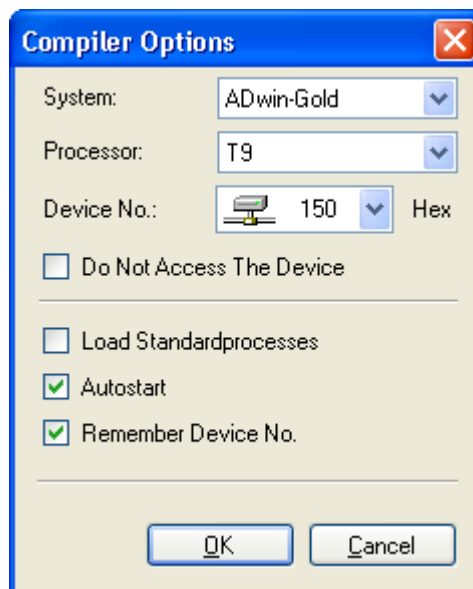 Compiler Options
System: ADwin-Gold
Processor: T9
Device No.: 150 Hex
Do Not Access The Device
Load Standardprocesses
Autostart
Remember Device No.
OK Cancel